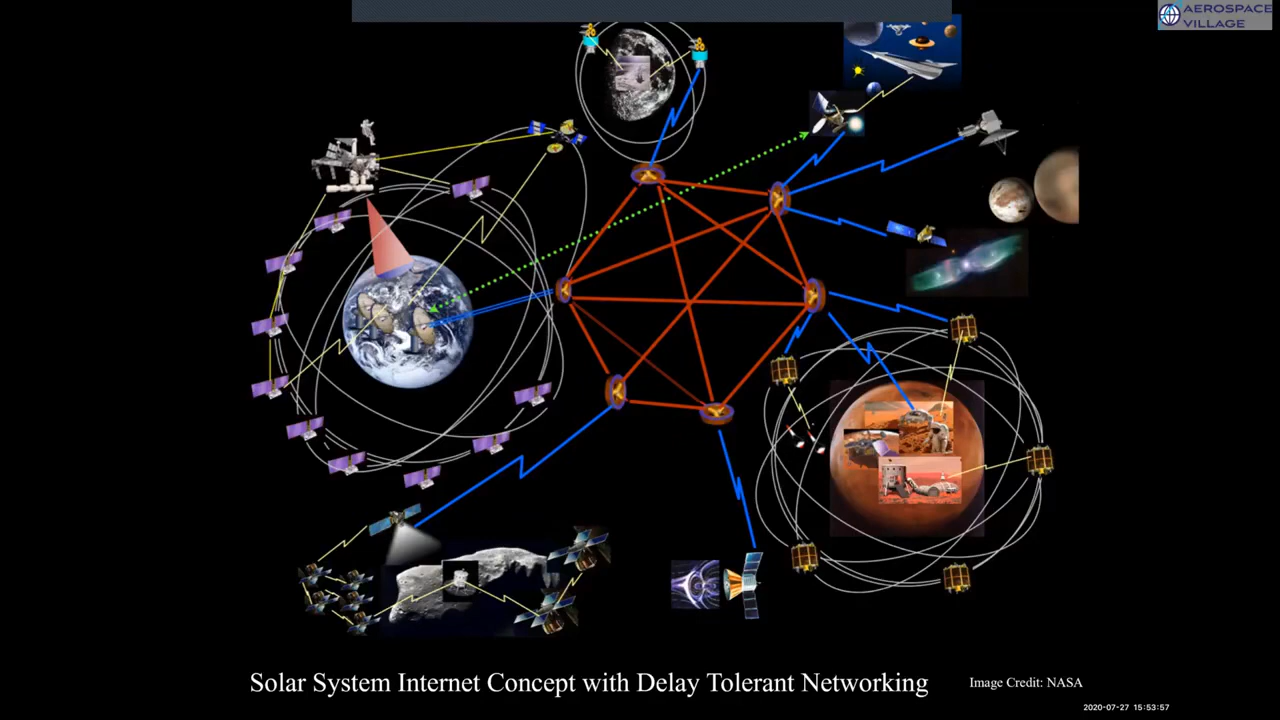 AEROSPACE
VILLAGE
Solar System Internet Concept with Delay Tolerant Networking
Image Credit: NASA
2020-07-27 15:53:57